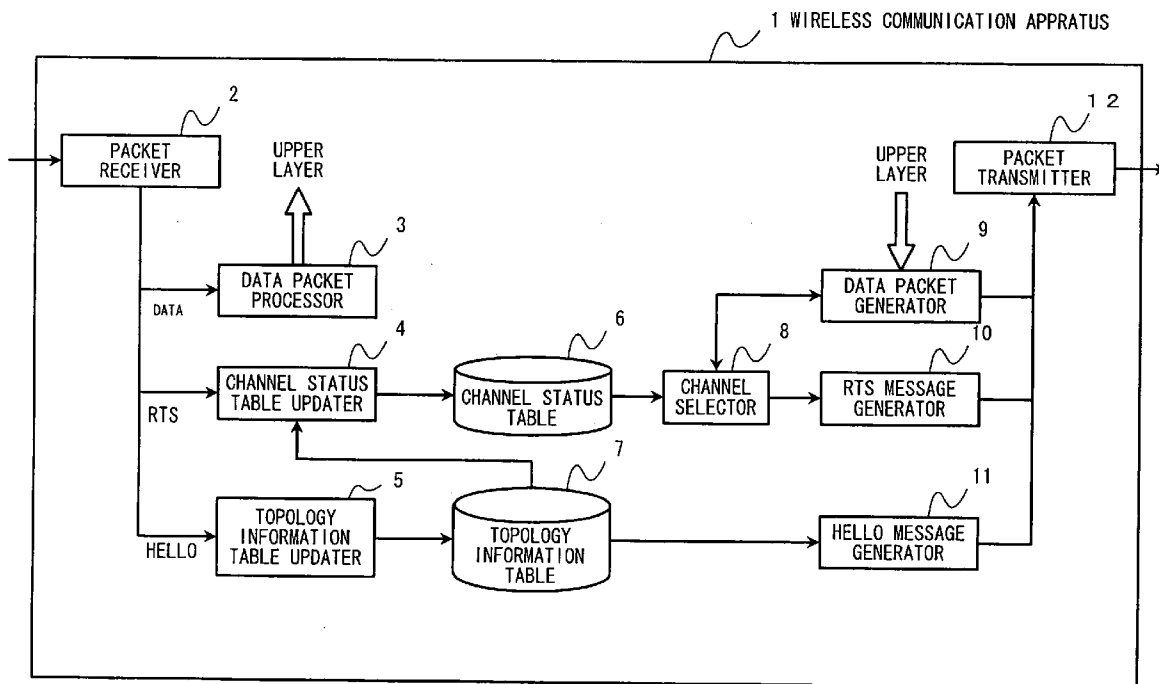 1 WIRELESS COMMUNICATION APPRATUS
2
PACKET
RECEIVER
UPPER
LAYER
UPPER
LAYER
12
PACKET
TRANSMITTER
3
DATA PACKET
PROCESSOR
DATA
9
DATA PACKET
GENERATOR
4
CHANNEL STATUS
TABLE UPDATER
RTS
6
CHANNEL STATUS
TABLE
8
CHANNEL
SELECTOR
10
RTS MESSAGE
GENERATOR
5
TOPOLOGY
INFORMATION
TABLE UPDATER
HELLO
7
TOPOLOGY
INFORMATION
TABLE
11
HELLO MESSAGE
GENERATOR